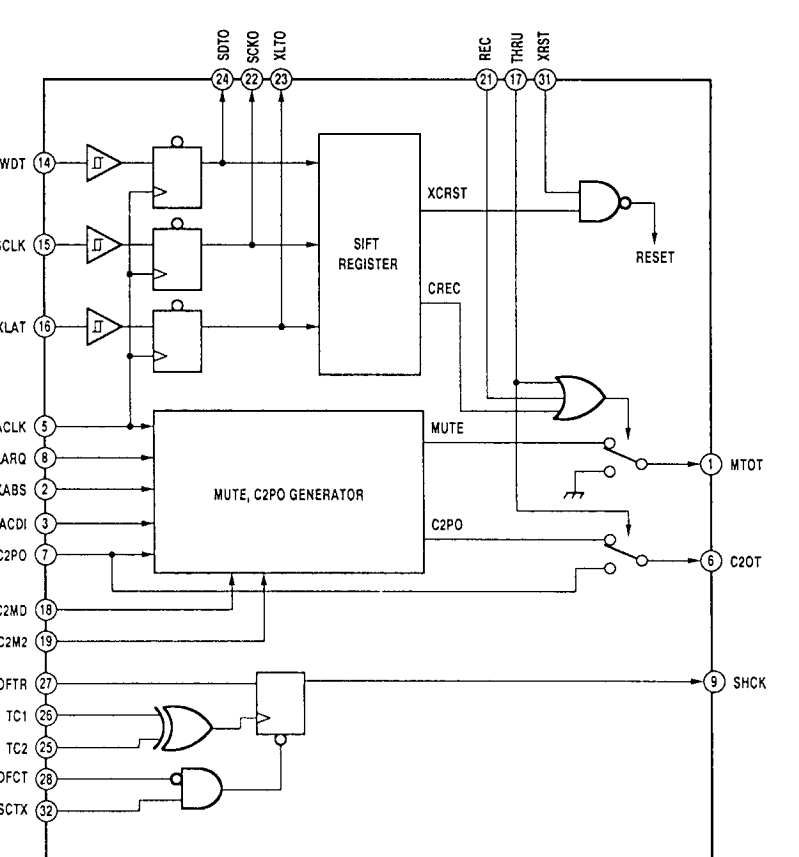 SDTO
SCKO
XLTO
REC
THRU
XRST
24
22
23
21
17
31
WDT 14
SCLK 15
XLAT 16
SIFT
REGISTER
XCRST
CREC
RESET
ACLK 5
LARQ 8
XABS 2
ACDI 3
C2PO 7
MUTE, C2PO GENERATOR
MUTE
C2PO
1 MTOT
6 C2OT
C2MD 18
C2M2 19
DFTR 27
TC1 26
TC2 25
DFCT 28
SCTX 32
9 SHCK